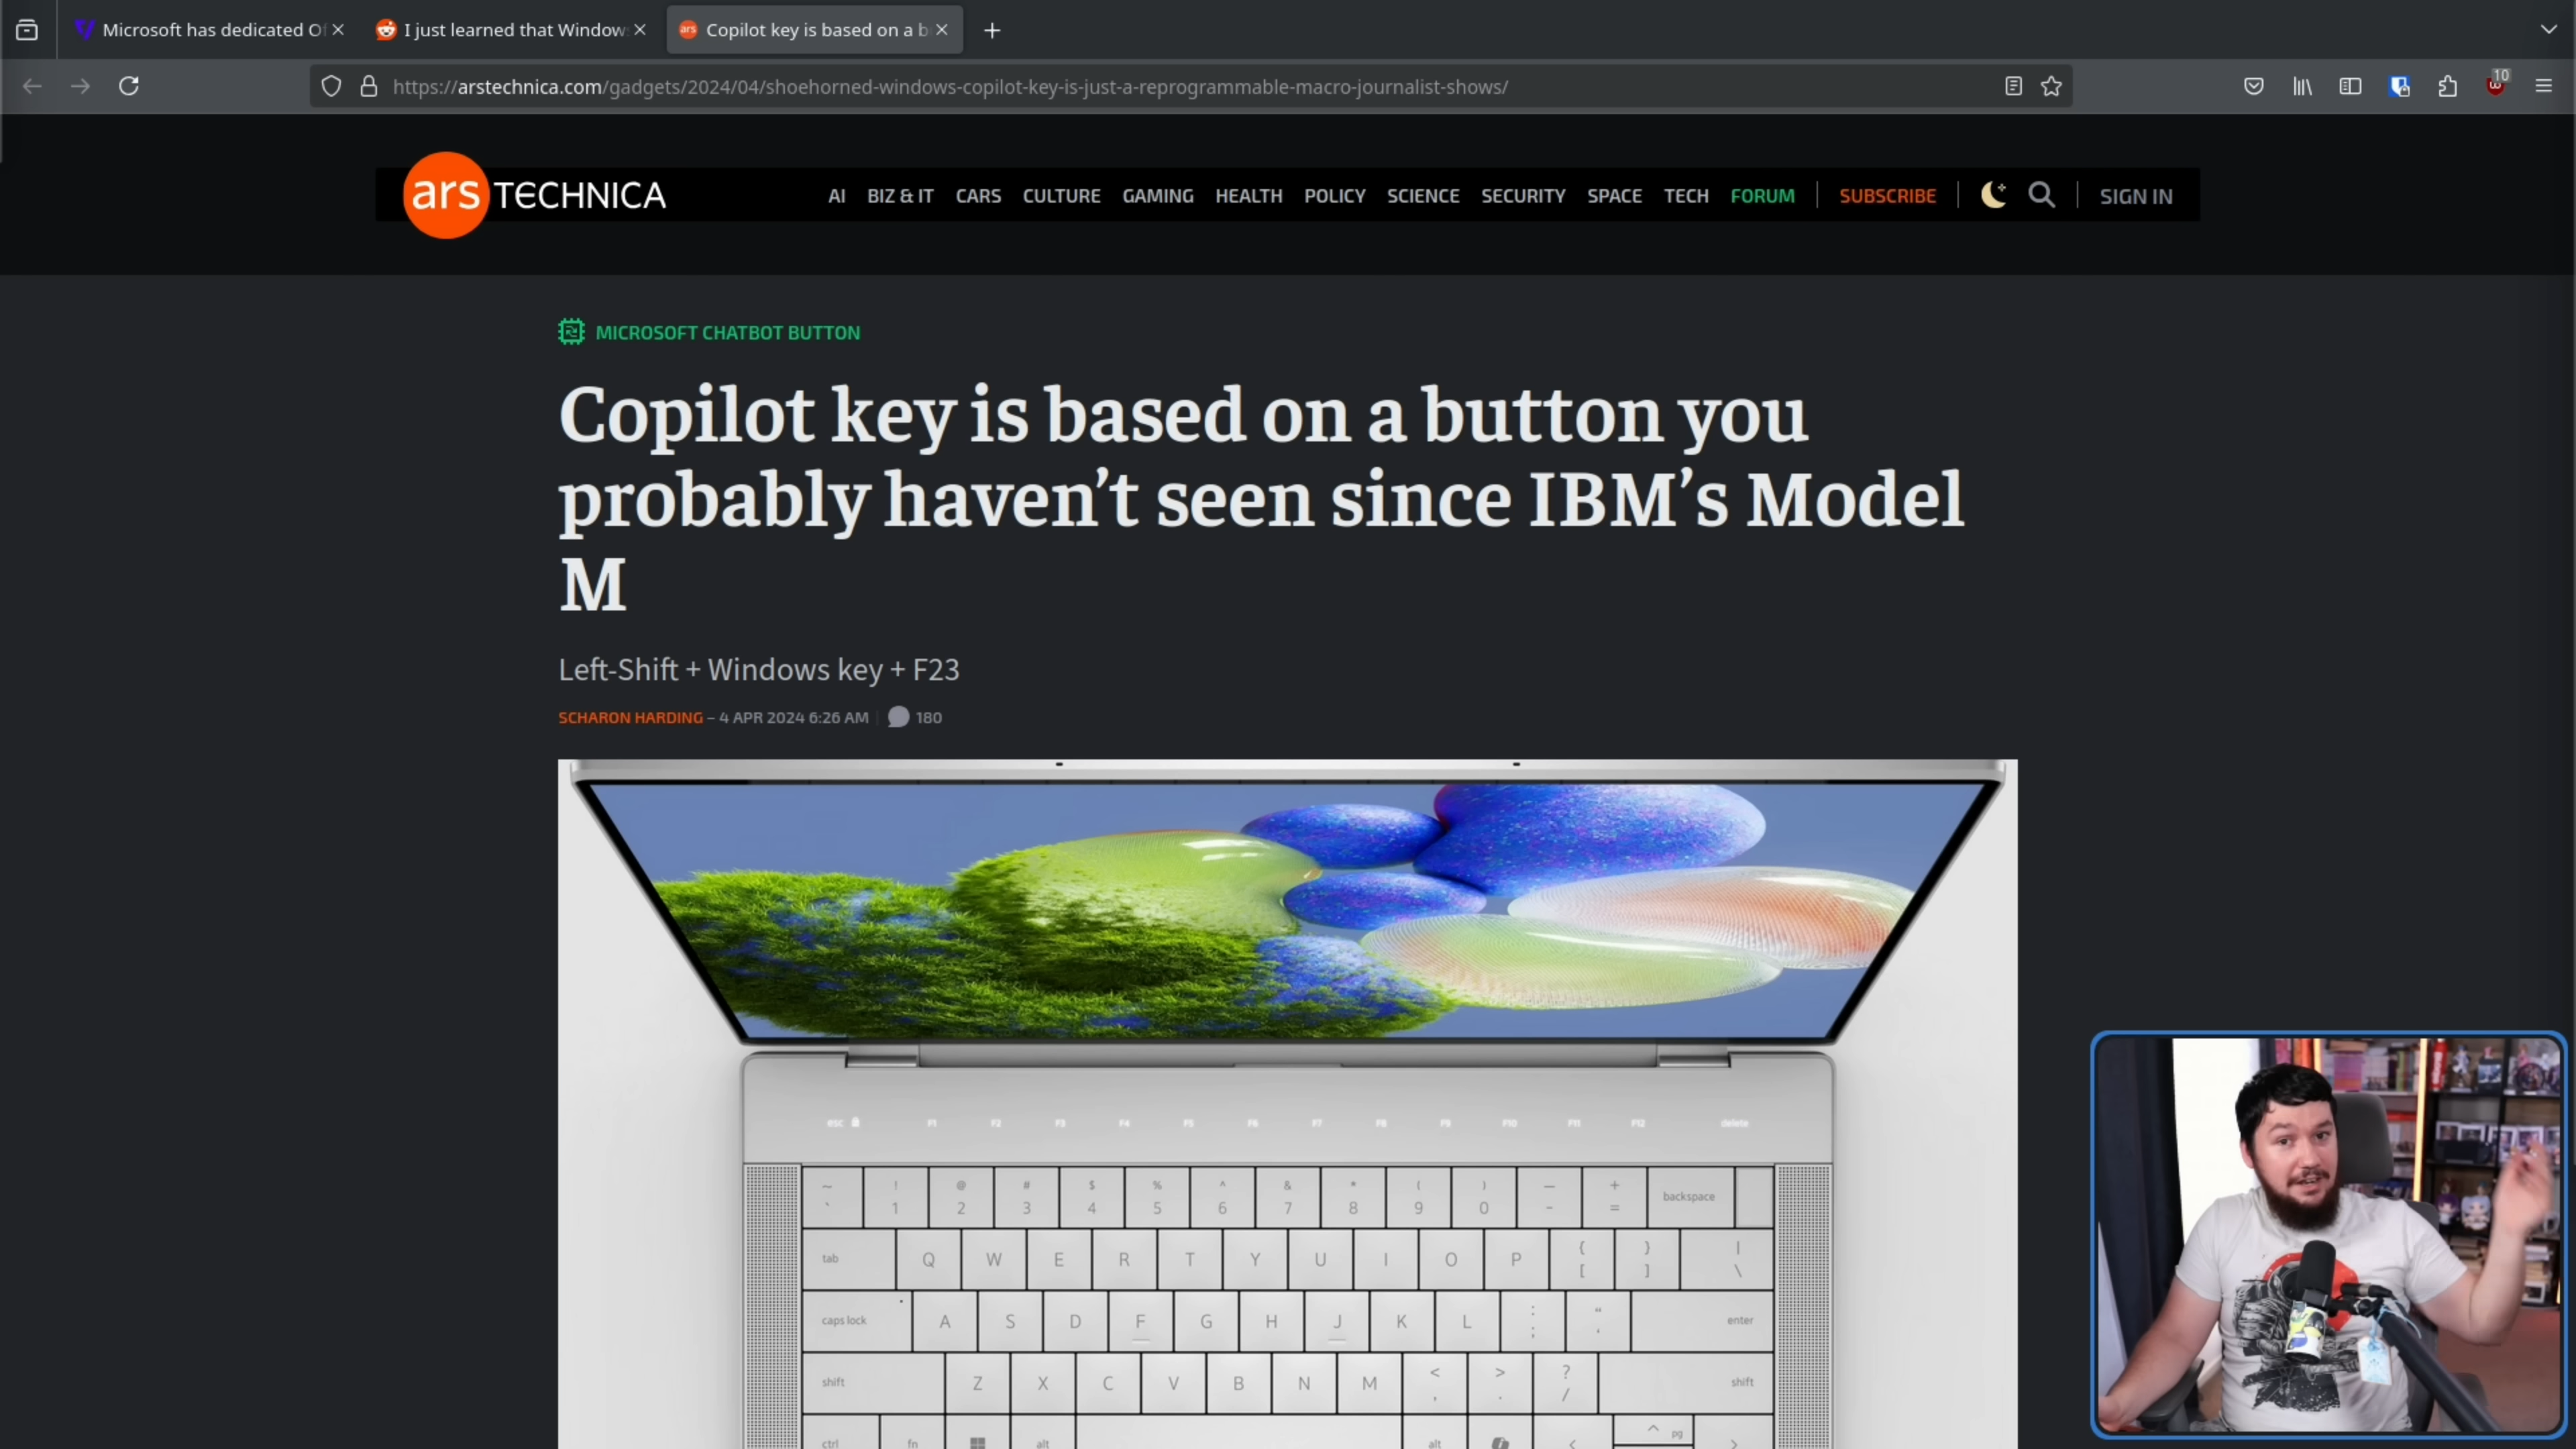 Microsoft has dedicated Of
I just learned that Window
Copilot key is based on a b
https://arstechnica.com/gadgets/2024/04/shoehorned-windows-copilot-key-is-just-a-reprogrammable-macro-journalist-shows/
10
ars TECHNICA
AI BIZ & IT CARS CULTURE GAMING HEALTH POLICY SCIENCE SECURITY SPACE TECH FORUM SUBSCRIBE SIGN IN
MICROSOFT CHATBOT BUTTON
Copilot key is based on a button you
probably haven't seen since IBM's Model
M
Left-Shift + Windows key + F23
SCHARON HARDING – 4 APR 2024 6:26 AM 180
esc F1 F2 F3 F4 F5 F6 F7 F8 F9 F10 F11 F12 delete
~ ! @ # $ % ^ & * ( ) — +
` 1 2 3 4 5 6 7 8 9 0 - = backspace
tab Q W E R T Y U I O P { } |
[ ] \
caps lock A S D F G H J K L : "
; ' enter
shift Z X C V B N M < > ?
, . / shift
ctrl fn alt alt < ^ pg >